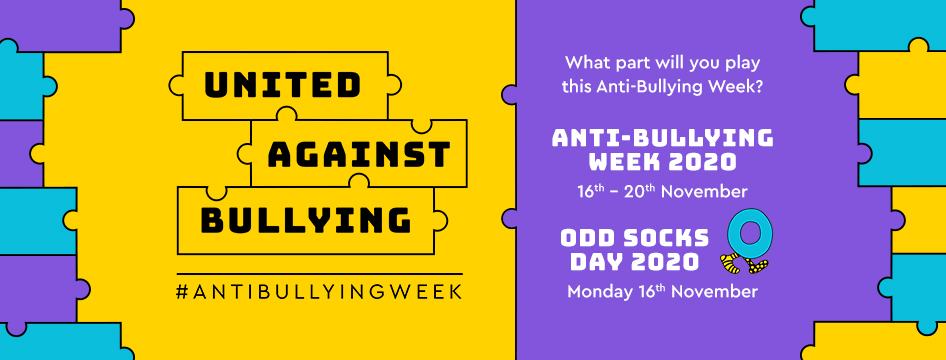 UNITED
AGAINST
BULLYING
#ANTIBULLYINGWEEK
What part will you play
this Anti-Bullying Week?
ANTI-BULLYING
WEEK 2020
16th – 20th November
ODD SOCKS
DAY 2020
Monday 16th November